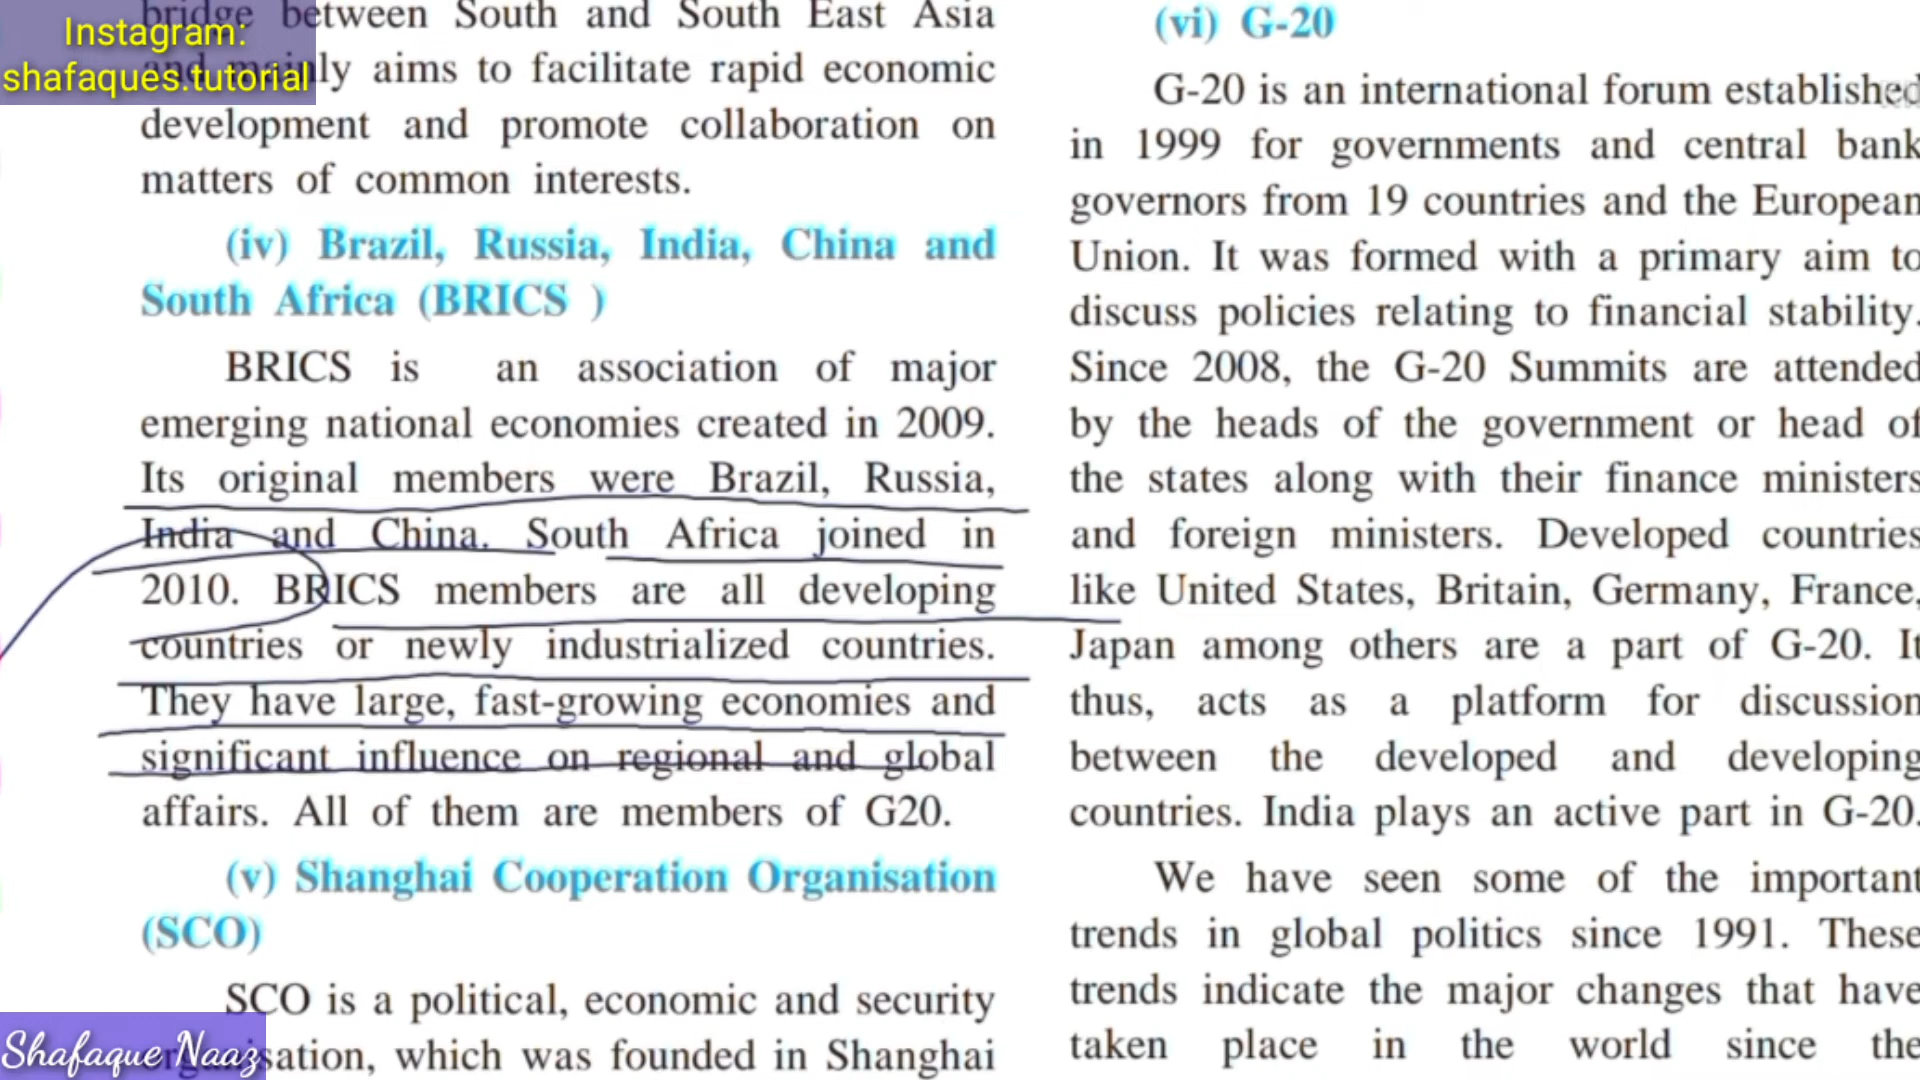 Instagram:
shafaques.tutorial
bridge between South and South East Asia
and mainly aims to facilitate rapid economic
development and promote collaboration on
matters of common interests.
(iv) Brazil, Russia, India, China and
South Africa (BRICS )
BRICS is an association of major
emerging national economies created in 2009.
Its original members were Brazil, Russia,
India and China. South Africa joined in
2010. BRICS members are all developing
countries or newly industrialized countries.
They have large, fast-growing economies and
significant influence on regional and global
affairs. All of them are members of G20.
(v) Shanghai Cooperation Organisation
(SCO)
SCO is a political, economic and security
organisation, which was founded in Shanghai
Shafaque Naaz
(vi) G-20
G-20 is an international forum established
in 1999 for governments and central bank
governors from 19 countries and the European
Union. It was formed with a primary aim to
discuss policies relating to financial stability.
Since 2008, the G-20 Summits are attended
by the heads of the government or head of
the states along with their finance ministers
and foreign ministers. Developed countries
like United States, Britain, Germany, France,
Japan among others are a part of G-20. It
thus, acts as a platform for discussion
between the developed and developing
countries. India plays an active part in G-20.
We have seen some of the important
trends in global politics since 1991. These
trends indicate the major changes that have
taken place in the world since the